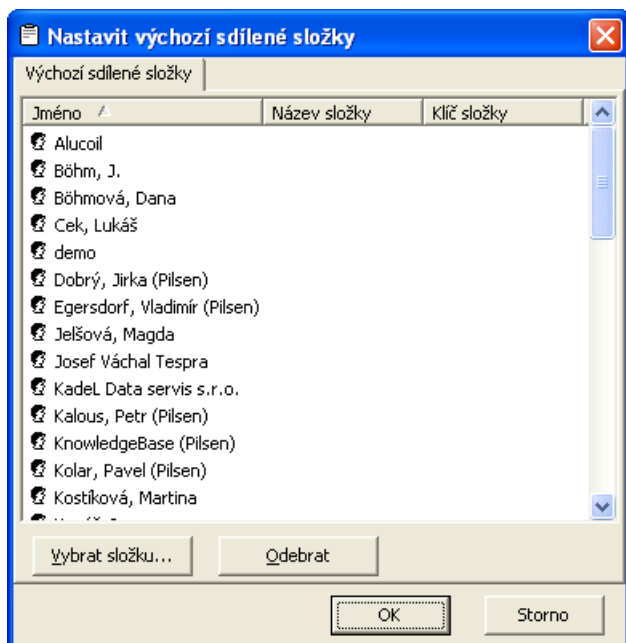 Nastavit výchozí sdílené složky
Výchozí sdílené složky
Jméno Název složky Klíč složky
Alucoil
Böhm, J.
Böhmová, Dana
Cek, Lukáš
demo
Dobrý, Jirka (Pilsen)
Egersdorf, Vladimír (Pilsen)
Jelšová, Magda
Josef Váchal Tespra
KadeL Data servis s.r.o.
Kalous, Petr (Pilsen)
KnowledgeBase (Pilsen)
Kolar, Pavel (Pilsen)
Kostíková, Martina
Vybrat složku... Odebrat
OK Storno